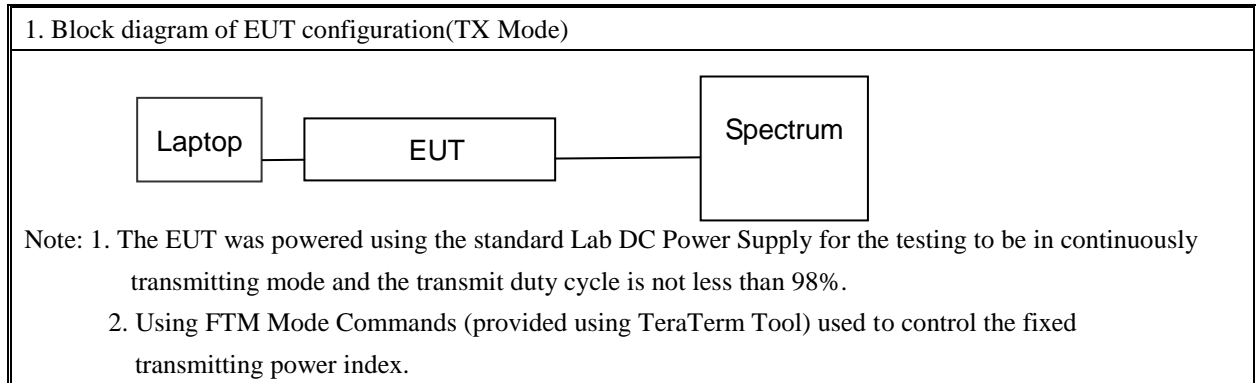 1. Block diagram of EUT configuration(TX Mode)
Laptop
EUT
Spectrum
Note: 1. The EUT was powered using the standard Lab DC Power Supply for the testing to be in continuously
transmitting mode and the transmit duty cycle is not less than 98%.
2. Using FTM Mode Commands (provided using TeraTerm Tool) used to control the fixed
transmitting power index.